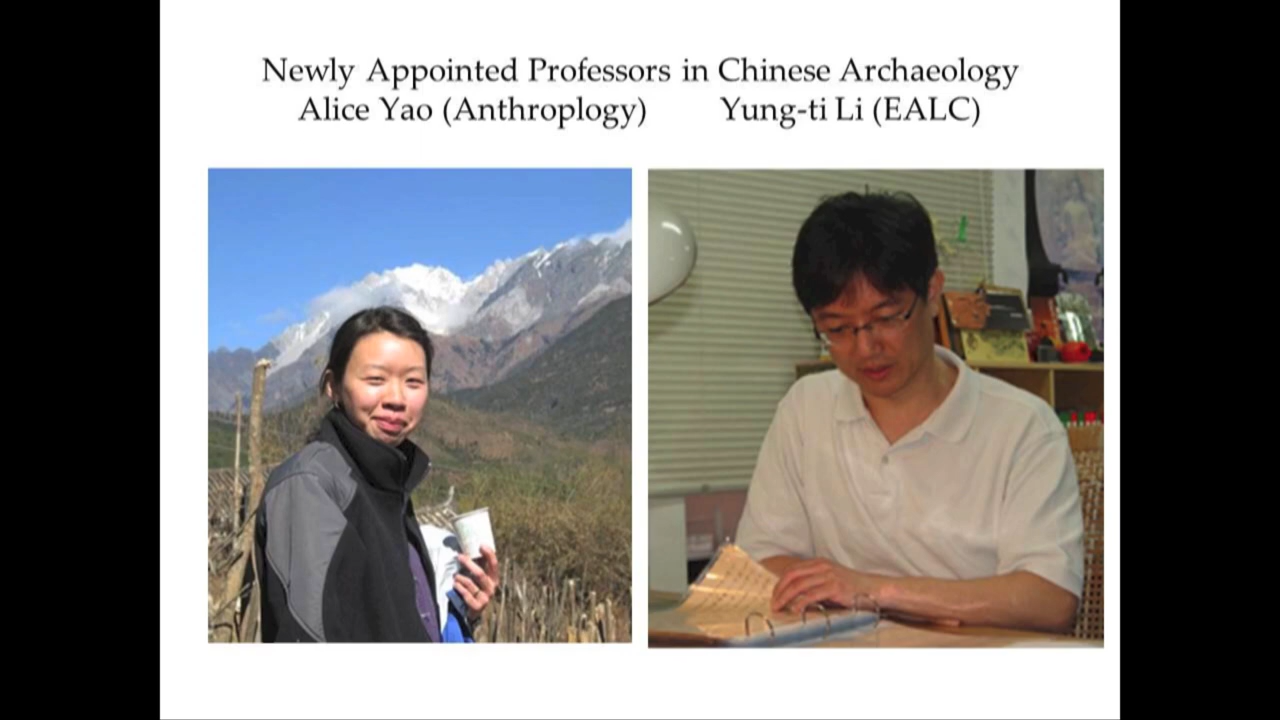 Newly Appointed Professors in Chinese Archaeology
Alice Yao (Anthroplogy) Yung-ti Li (EALC)